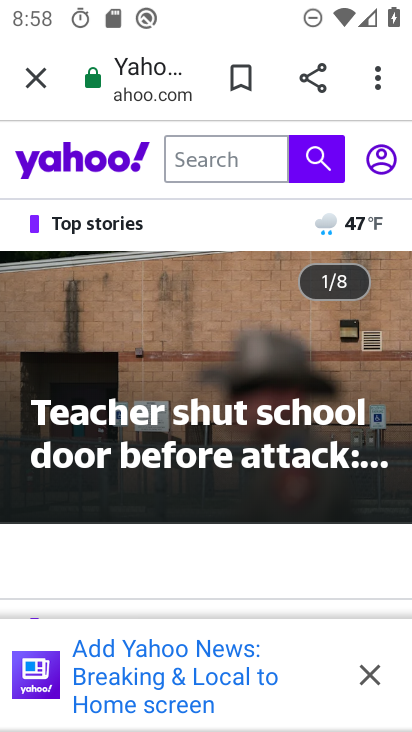 8:58
Yaho...
ahoo.com
yahoo!
Search
Top stories
47°F
1/8
Teacher shut school
door before attack:...
yahoo!
Add Yahoo News:
Breaking & Local to
Home screen